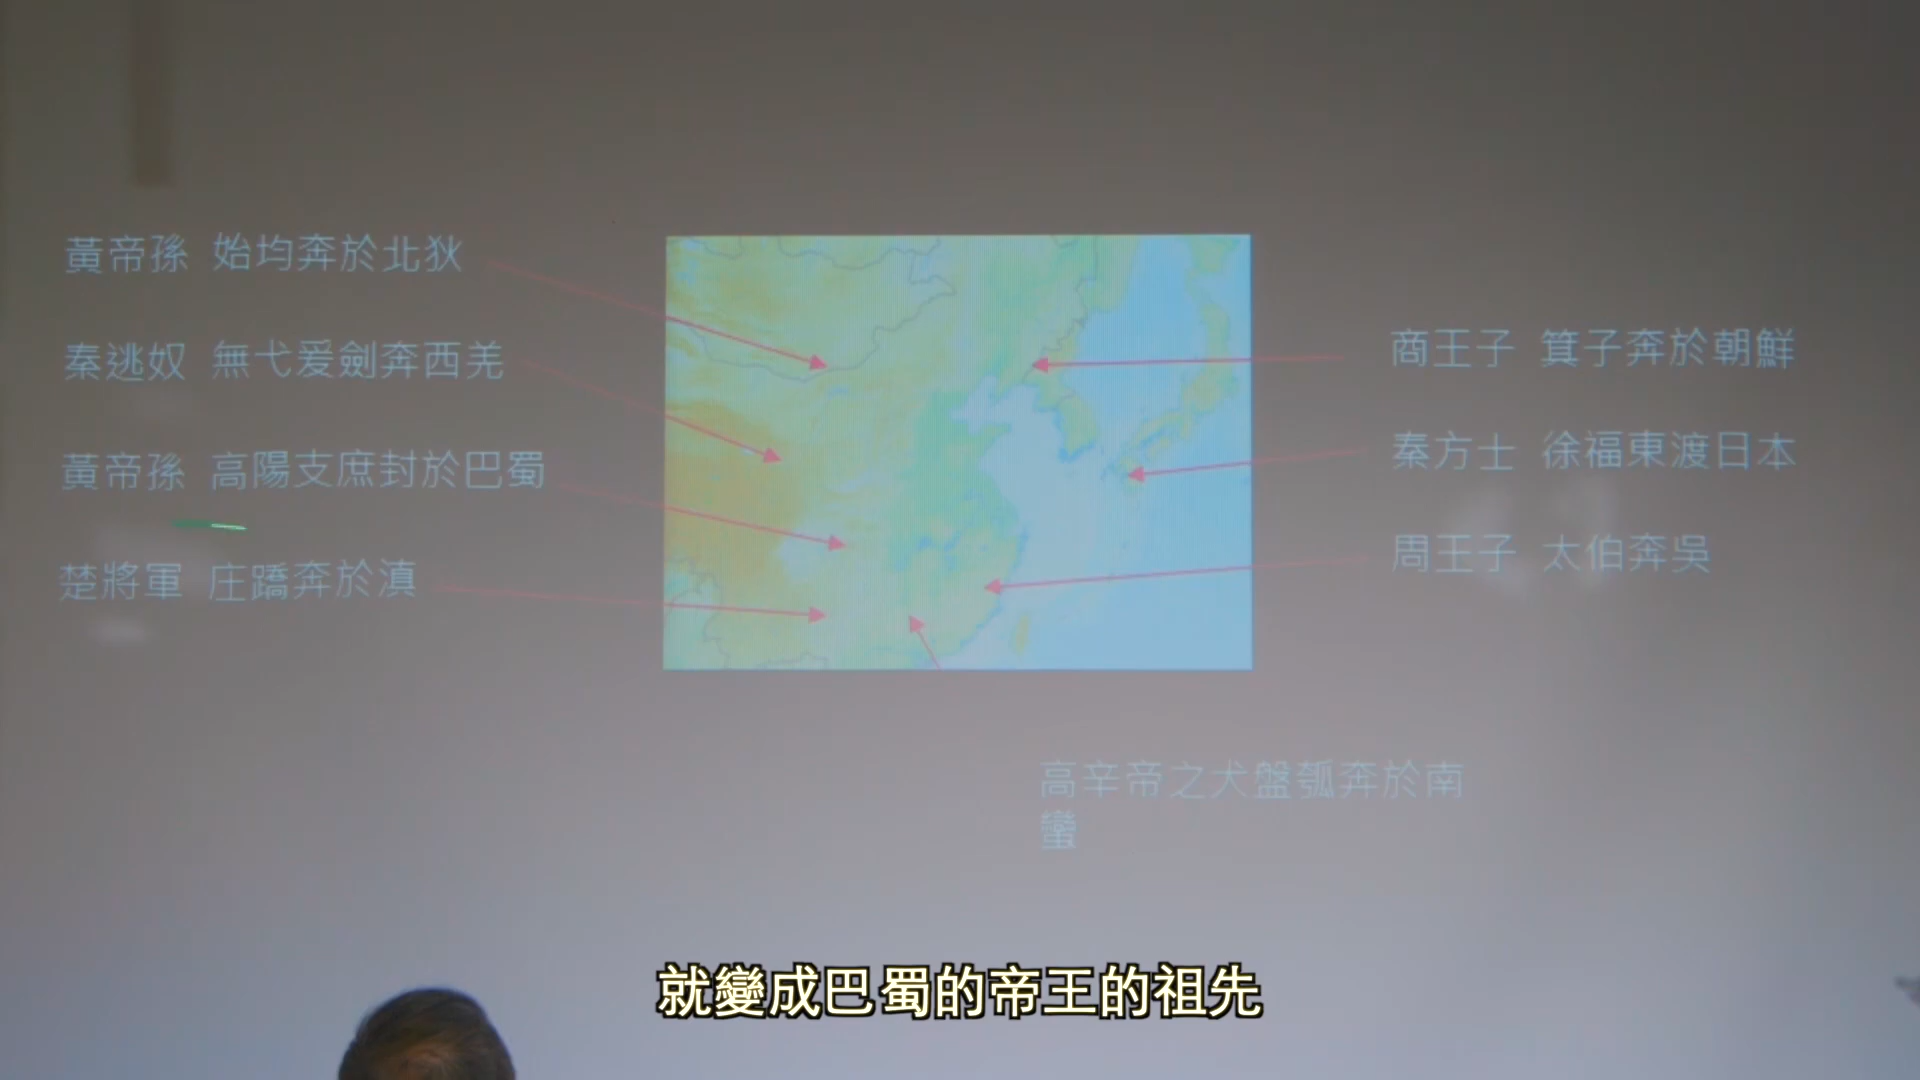 黃帝孫 始均奔於北狄
秦逃奴 無弋爰劍奔西羌
黃帝孫 高陽支庶封於巴蜀
楚將軍 庄蹻奔於滇
商王子 箕子奔於朝鮮
秦方士 徐福東渡日本
周王子 太伯奔吳
高辛帝之犬盤瓠奔於南
蠻
就變成巴蜀的帝王的祖先